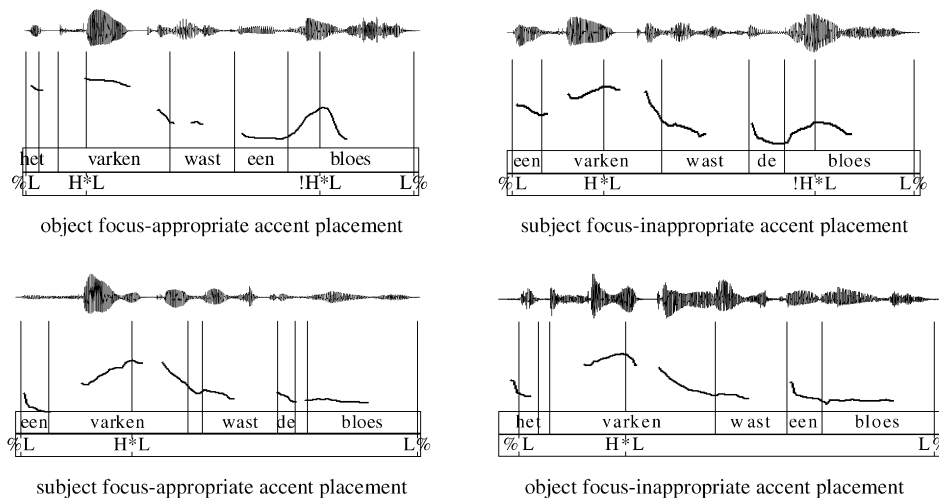 het varken wast een bloes
%L H*L !H*L L%
object focus-appropriate accent placement
een varken wast de bloes
%L H*L !H*L L%
subject focus-inappropriate accent placement
een varken wast de bloes
%L H*L L%
subject focus-appropriate accent placement
het varken wast een bloes
%L H*L L%
object focus-inappropriate accent placement